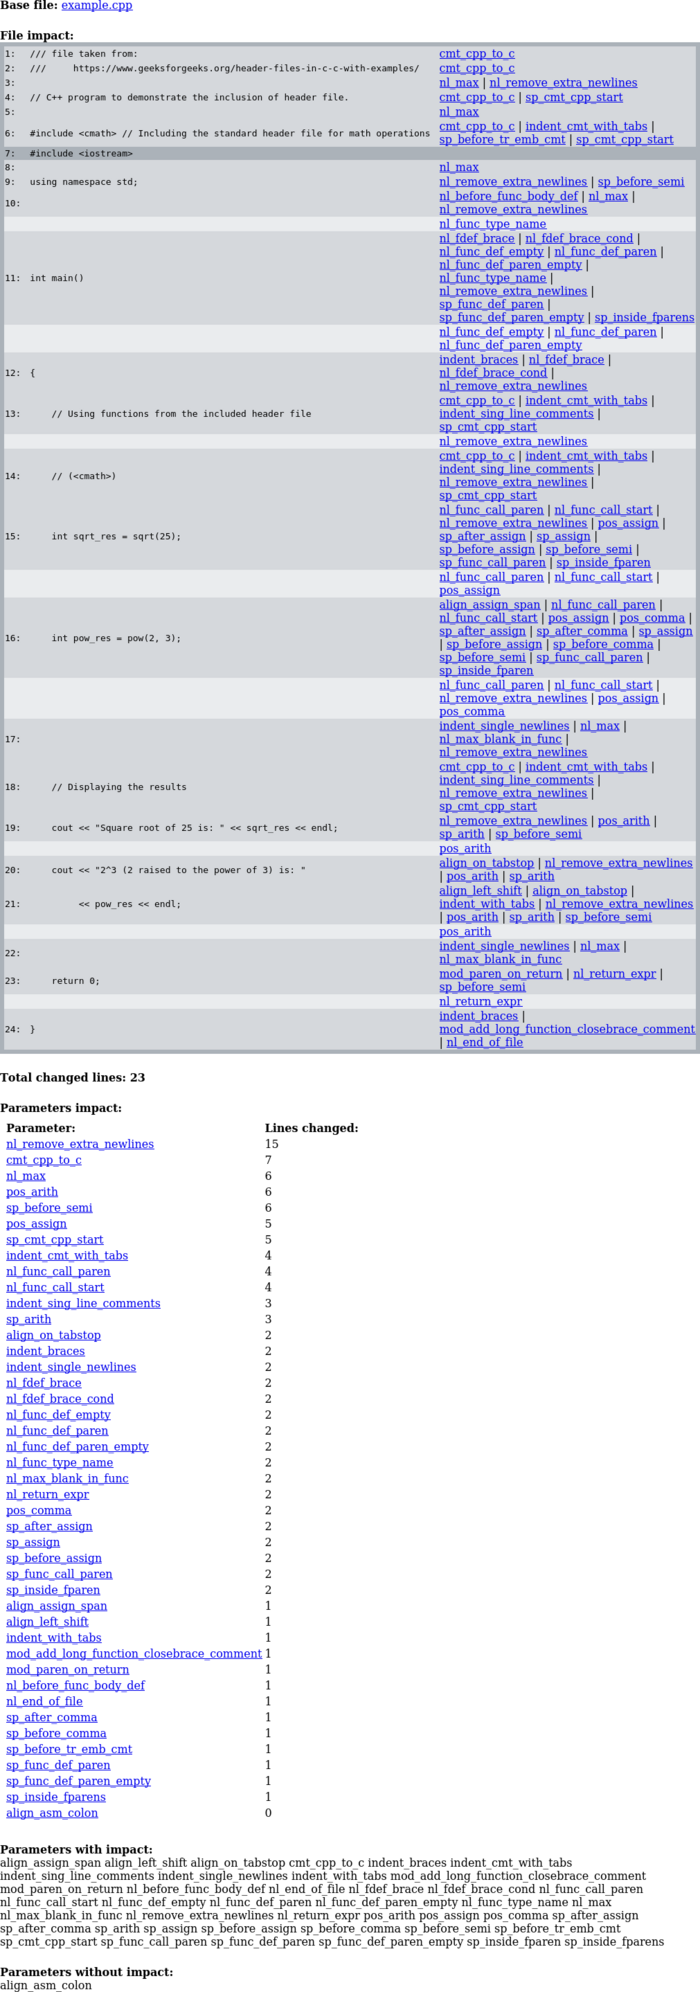 Base file: example.cpp
File impact:
1: /// file taken from: cmt_cpp_to_c
2: /// https://www.geeksforgeeks.org/header-files-in-c-c-with-examples/ cmt_cpp_to_c
3: nl_max | nl_remove_extra_newlines
4: // C++ program to demonstrate the inclusion of header file. cmt_cpp_to_c | sp_cmt_cpp_start
5: nl_max
6: #include <cmath> // Including the standard header file for math operations cmt_cpp_to_c | indent_cmt_with_tabs |
sp_before_tr_emb_cmt | sp_cmt_cpp_start
7: #include <iostream>
8: nl_max
9: using namespace std; nl_remove_extra_newlines | sp_before_semi
10: nl_before_func_body_def | nl_max |
nl_remove_extra_newlines
nl_func_type_name
11: int main() nl_fdef_brace | nl_fdef_brace_cond |
nl_func_def_empty | nl_func_def_paren |
nl_func_def_paren_empty |
nl_func_type_name |
nl_remove_extra_newlines |
sp_func_def_paren |
sp_func_def_paren_empty | sp_inside_fparens
nl_func_def_empty | nl_func_def_paren |
nl_func_def_paren_empty
12: { indent_braces | nl_fdef_brace |
nl_fdef_brace_cond |
nl_remove_extra_newlines
13: // Using functions from the included header file cmt_cpp_to_c | indent_cmt_with_tabs |
indent_sing_line_comments |
sp_cmt_cpp_start
nl_remove_extra_newlines
14: // (<cmath>) cmt_cpp_to_c | indent_cmt_with_tabs |
indent_sing_line_comments |
nl_remove_extra_newlines |
sp_cmt_cpp_start
15: int sqrt_res = sqrt(25); nl_func_call_paren | nl_func_call_start |
nl_remove_extra_newlines | pos_assign |
sp_after_assign | sp_assign |
sp_before_assign | sp_before_semi |
sp_func_call_paren | sp_inside_fparen
nl_func_call_paren | nl_func_call_start |
pos_assign
16: int pow_res = pow(2, 3); align_assign_span | nl_func_call_paren |
nl_func_call_start | pos_assign | pos_comma |
sp_after_assign | sp_after_comma | sp_assign
| sp_before_assign | sp_before_comma |
sp_before_semi | sp_func_call_paren |
sp_inside_fparen
nl_func_call_paren | nl_func_call_start |
nl_remove_extra_newlines | pos_assign |
pos_comma
17: indent_single_newlines | nl_max |
nl_max_blank_in_func |
nl_remove_extra_newlines
18: // Displaying the results cmt_cpp_to_c | indent_cmt_with_tabs |
indent_sing_line_comments |
nl_remove_extra_newlines |
sp_cmt_cpp_start
19: cout << "Square root of 25 is: " << sqrt_res << endl; nl_remove_extra_newlines | pos_arith |
sp_arith | sp_before_semi
pos_arith
20: cout << "2^3 (2 raised to the power of 3) is: " align_on_tabstop | nl_remove_extra_newlines
| pos_arith | sp_arith
21: << pow_res << endl; align_left_shift | align_on_tabstop |
indent_with_tabs | nl_remove_extra_newlines
| pos_arith | sp_arith | sp_before_semi
pos_arith
22: indent_single_newlines | nl_max |
nl_max_blank_in_func
23: return 0; mod_paren_on_return | nl_return_expr |
sp_before_semi
nl_return_expr
24: } indent_braces |
mod_add_long_function_closebrace_comment
| nl_end_of_file
Total changed lines: 23
Parameters impact:
Parameter: Lines changed:
nl_remove_extra_newlines 15
cmt_cpp_to_c 7
nl_max 6
pos_arith 6
sp_before_semi 6
pos_assign 5
sp_cmt_cpp_start 5
indent_cmt_with_tabs 4
nl_func_call_paren 4
nl_func_call_start 4
indent_sing_line_comments 3
sp_arith 3
align_on_tabstop 2
indent_braces 2
indent_single_newlines 2
nl_fdef_brace 2
nl_fdef_brace_cond 2
nl_func_def_empty 2
nl_func_def_paren 2
nl_func_def_paren_empty 2
nl_func_type_name 2
nl_max_blank_in_func 2
nl_return_expr 2
pos_comma 2
sp_after_assign 2
sp_assign 2
sp_before_assign 2
sp_func_call_paren 2
sp_inside_fparen 2
align_assign_span 1
align_left_shift 1
indent_with_tabs 1
mod_add_long_function_closebrace_comment 1
mod_paren_on_return 1
nl_before_func_body_def 1
nl_end_of_file 1
sp_after_comma 1
sp_before_comma 1
sp_before_tr_emb_cmt 1
sp_func_def_paren 1
sp_func_def_paren_empty 1
sp_inside_fparens 1
align_asm_colon 0
Parameters with impact:
align_assign_span align_left_shift align_on_tabstop cmt_cpp_to_c indent_braces indent_cmt_with_tabs
indent_sing_line_comments indent_single_newlines indent_with_tabs mod_add_long_function_closebrace_comment
mod_paren_on_return nl_before_func_body_def nl_end_of_file nl_fdef_brace nl_fdef_brace_cond nl_func_call_paren
nl_func_call_start nl_func_def_empty nl_func_def_paren nl_func_def_paren_empty nl_func_type_name nl_max
nl_max_blank_in_func nl_remove_extra_newlines nl_return_expr pos_arith pos_assign pos_comma sp_after_assign
sp_after_comma sp_arith sp_assign sp_before_assign sp_before_comma sp_before_semi sp_before_tr_emb_cmt
sp_cmt_cpp_start sp_func_call_paren sp_func_def_paren sp_func_def_paren_empty sp_inside_fparen sp_inside_fparens
Parameters without impact:
align_asm_colon